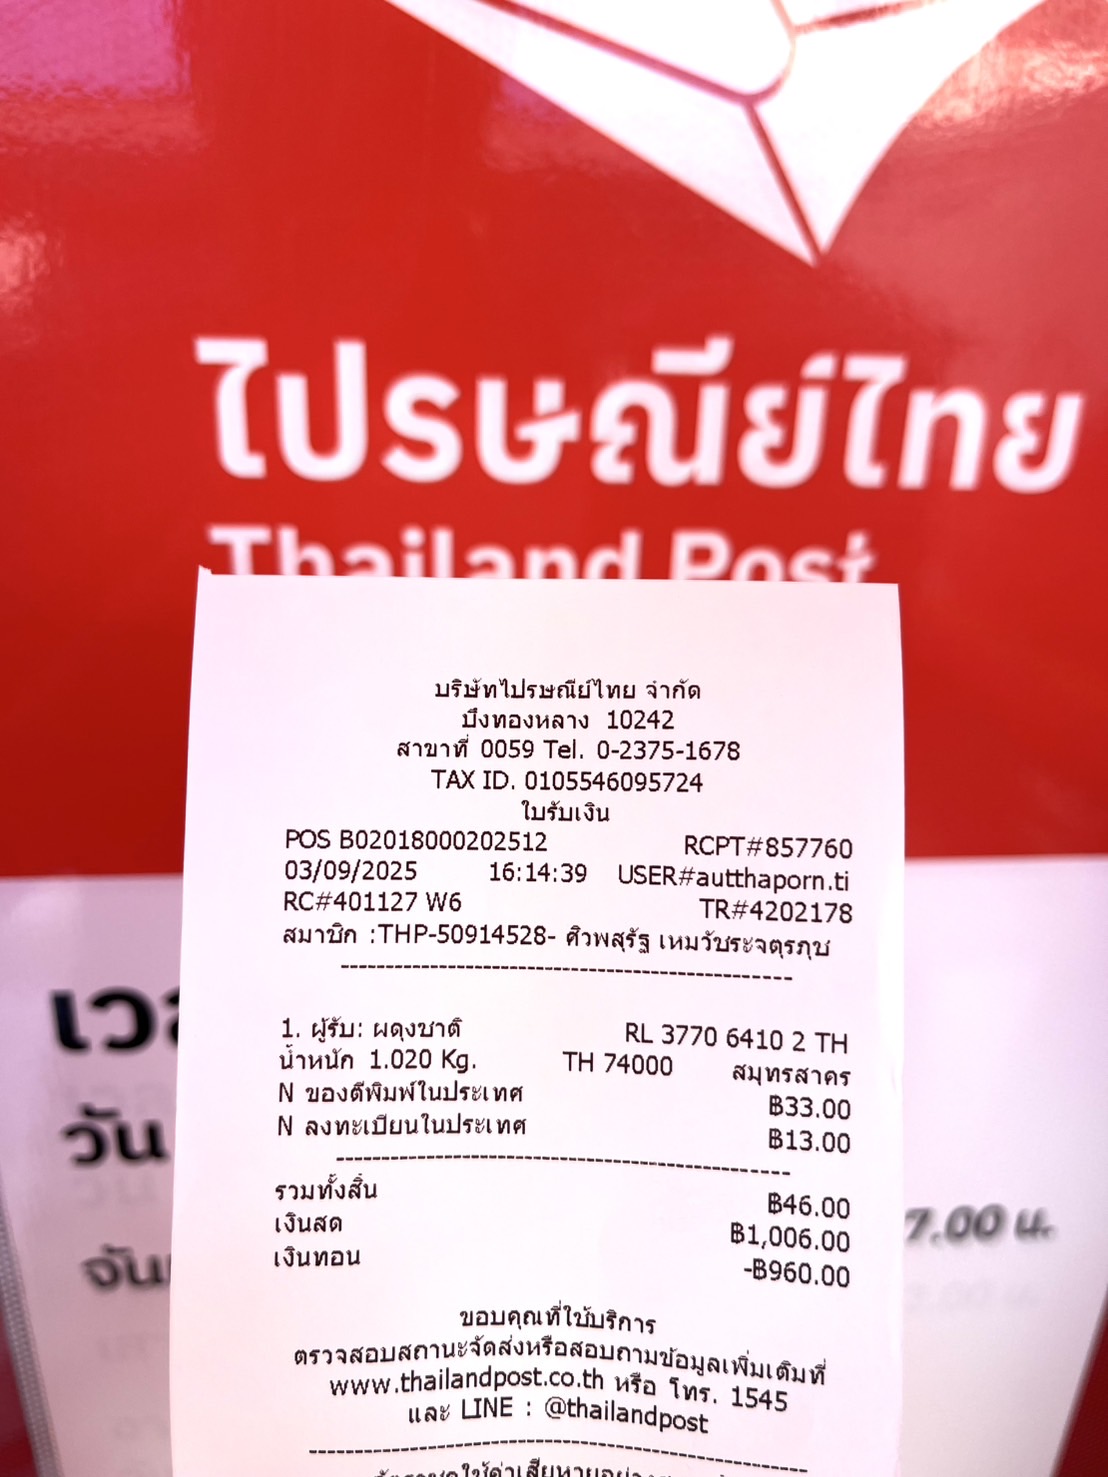 ไปรษณีย์ไทย
Thailand Post
บริษัทไปรษณีย์ไทย จำกัด
บึงทองหลาง 10242
สาขาที่ 0059 Tel. 0-2375-1678
TAX ID. 0105546095724
ใบรับเงิน
POS B02018000202512 RCPT#857760
03/09/2025 16:14:39 USER#autthaporn.ti
RC#401127 W6 TR#4202178
สมาชิก :THP-50914528- ศิวพสุรัฐ เหมวัชระจตุรภุช
1. ผู้รับ: ผดุงชาติ RL 3770 6410 2 TH
น้ำหนัก 1.020 Kg. TH 74000 สมุทรสาคร
N ของตีพิมพ์ในประเทศ ฿33.00
N ลงทะเบียนในประเทศ ฿13.00
รวมทั้งสิ้น ฿46.00
เงินสด ฿1,006.00
เงินทอน -฿960.00
ขอบคุณที่ใช้บริการ
ตรวจสอบสถานะจัดส่งหรือสอบถามข้อมูลเพิ่มเติมที่
www.thailandpost.co.th หรือ โทร. 1545
และ LINE : @thailandpost
วัน
7.00 น.